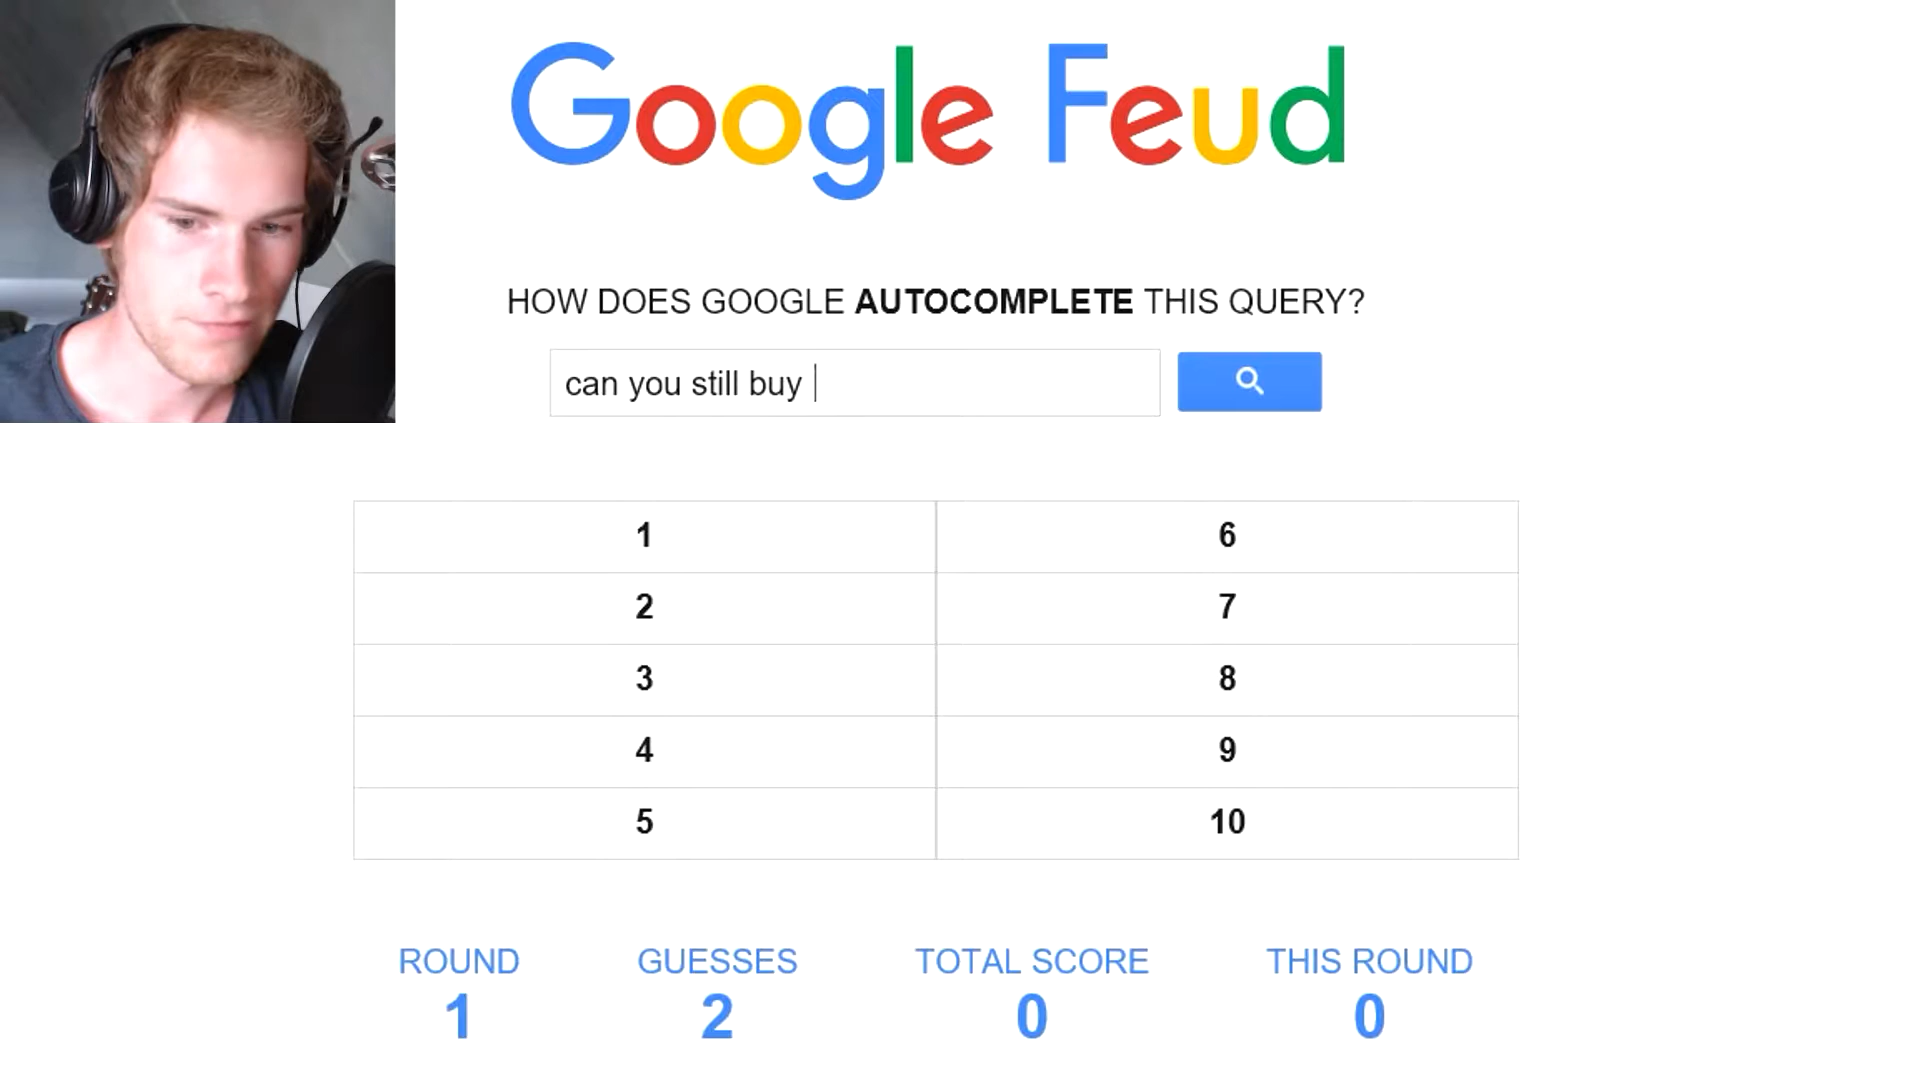 Google Feud
HOW DOES GOOGLE AUTOCOMPLETE THIS QUERY?
can you still buy
1 6
2 7
3 8
4 9
5 10
ROUND GUESSES TOTAL SCORE THIS ROUND
1 2 0 0